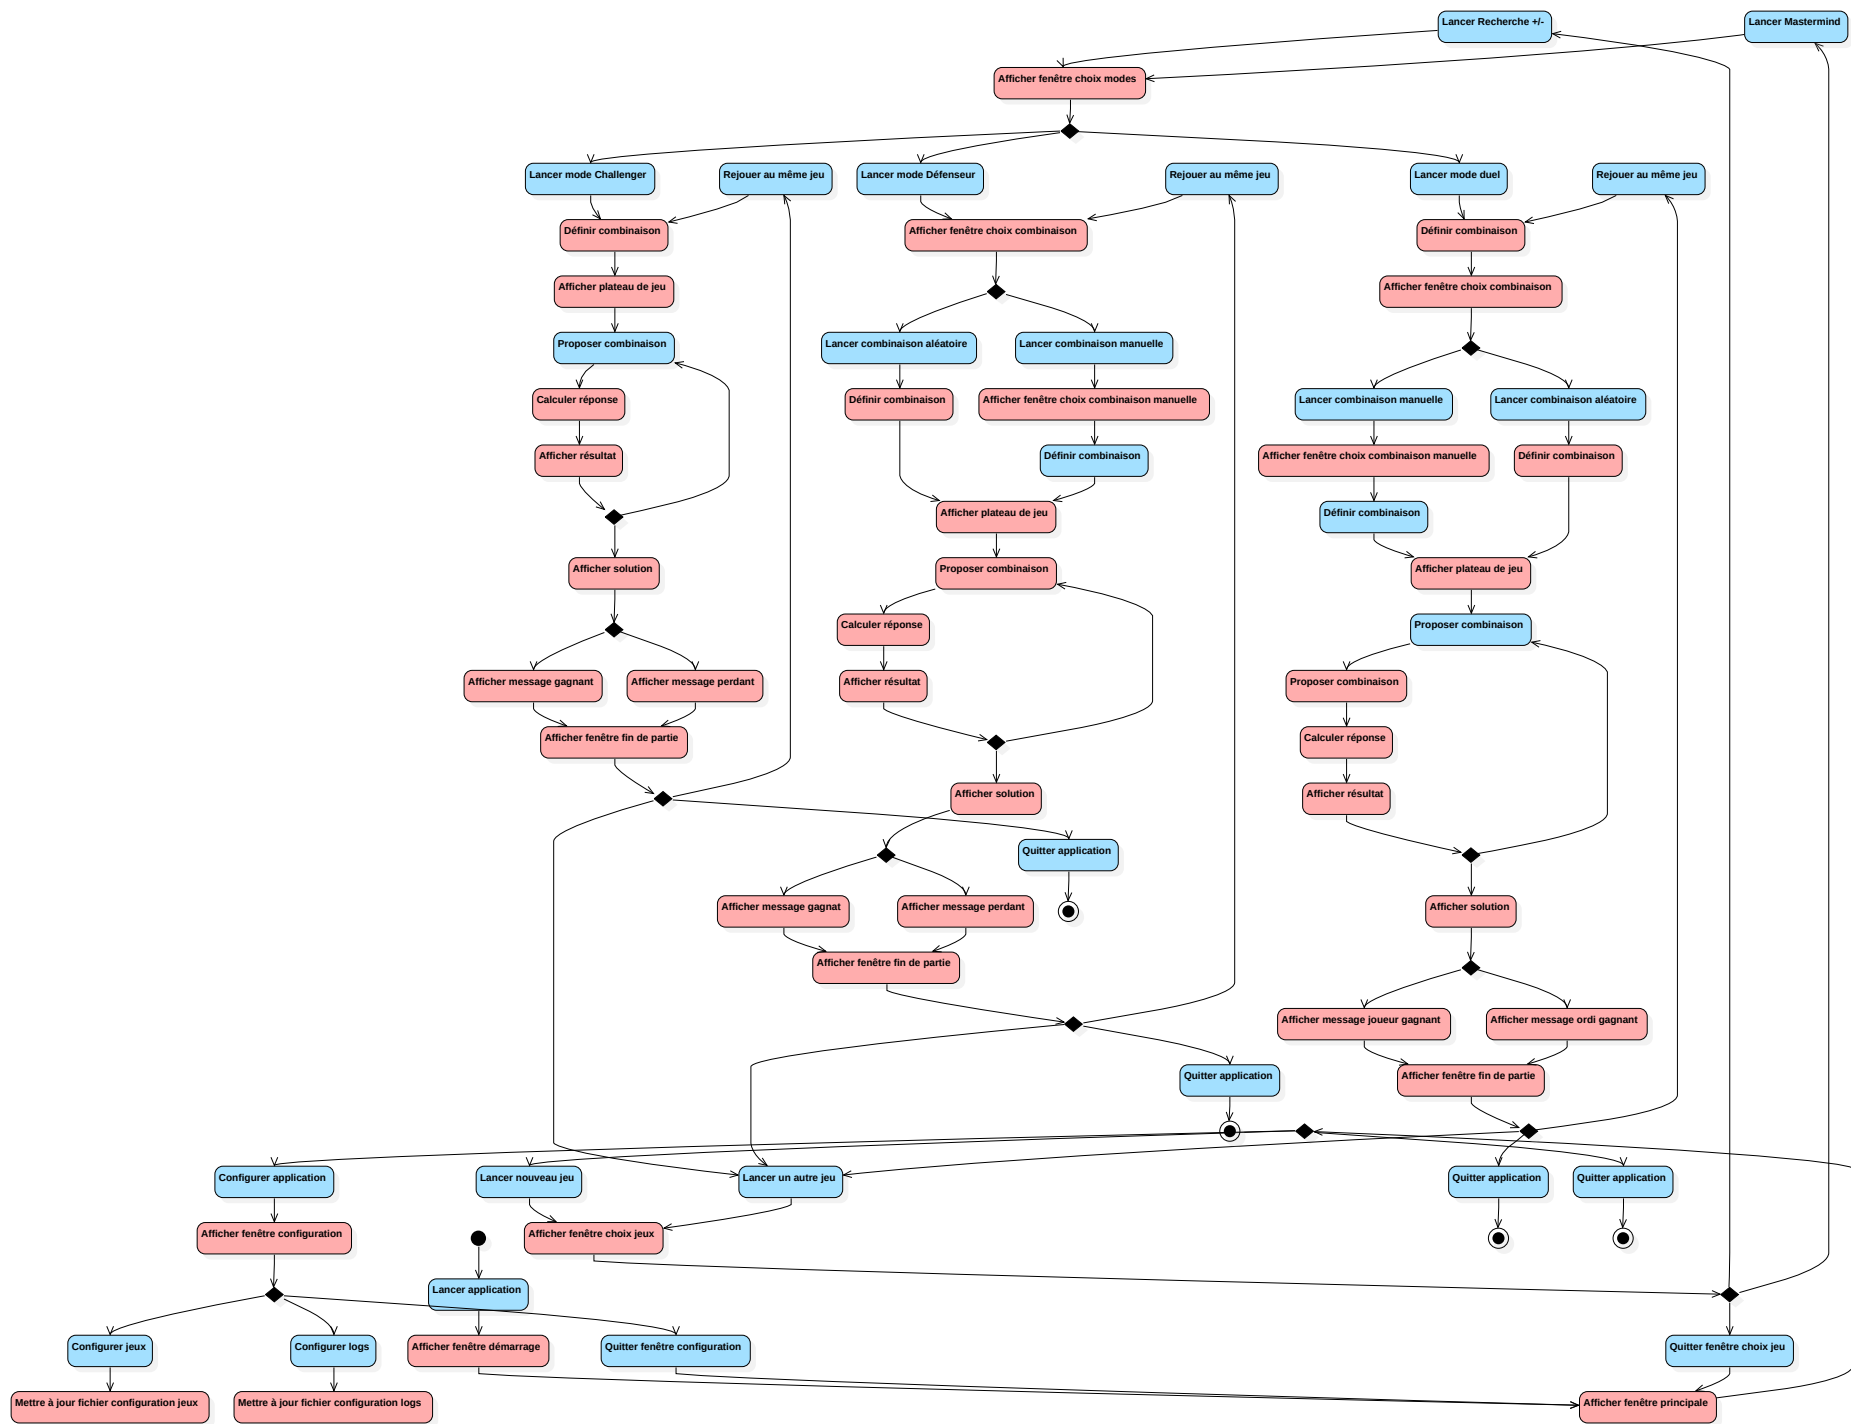 Lancer Recherche +/-
Lancer Mastermind
Afficher fenêtre choix modes
Lancer mode Challenger
Rejouer au même jeu
Lancer mode Défenseur
Rejouer au même jeu
Lancer mode duel
Rejouer au même jeu
Définir combinaison
Afficher fenêtre choix combinaison
Définir combinaison
Afficher plateau de jeu
Afficher fenêtre choix combinaison
Proposer combinaison
Lancer combinaison aléatoire
Lancer combinaison manuelle
Calculer réponse
Définir combinaison
Afficher fenêtre choix combinaison manuelle
Lancer combinaison manuelle
Lancer combinaison aléatoire
Afficher résultat
Définir combinaison
Afficher fenêtre choix combinaison manuelle
Définir combinaison
Afficher plateau de jeu
Définir combinaison
Afficher solution
Proposer combinaison
Afficher plateau de jeu
Calculer réponse
Proposer combinaison
Afficher message gagnant
Afficher message perdant
Afficher résultat
Proposer combinaison
Afficher fenêtre fin de partie
Calculer réponse
Afficher solution
Afficher résultat
Quitter application
Afficher message gagnat
Afficher message perdant
Afficher solution
Afficher fenêtre fin de partie
Afficher message joueur gagnant
Afficher message ordi gagnant
Quitter application
Afficher fenêtre fin de partie
Configurer application
Lancer nouveau jeu
Lancer un autre jeu
Quitter application
Quitter application
Afficher fenêtre configuration
Afficher fenêtre choix jeux
Lancer application
Configurer jeux
Configurer logs
Afficher fenêtre démarrage
Quitter fenêtre configuration
Quitter fenêtre choix jeu
Mettre à jour fichier configuration jeux
Mettre à jour fichier configuration logs
Afficher fenêtre principale